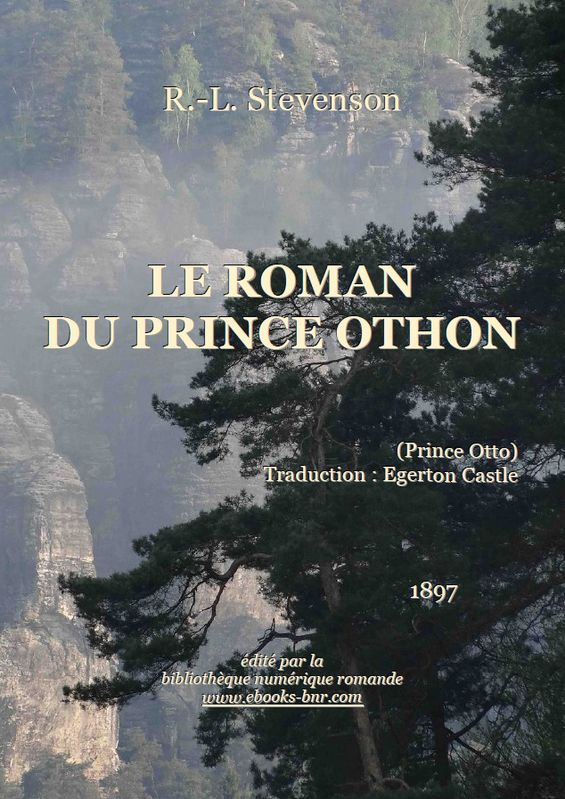 R.-L. Stevenson
LE ROMAN
DU PRINCE OTHON
(Prince Otto)
Traduction : Egerton Castle
1897
édité par la
bibliothèque numérique romande
www.ebooks-bnr.com